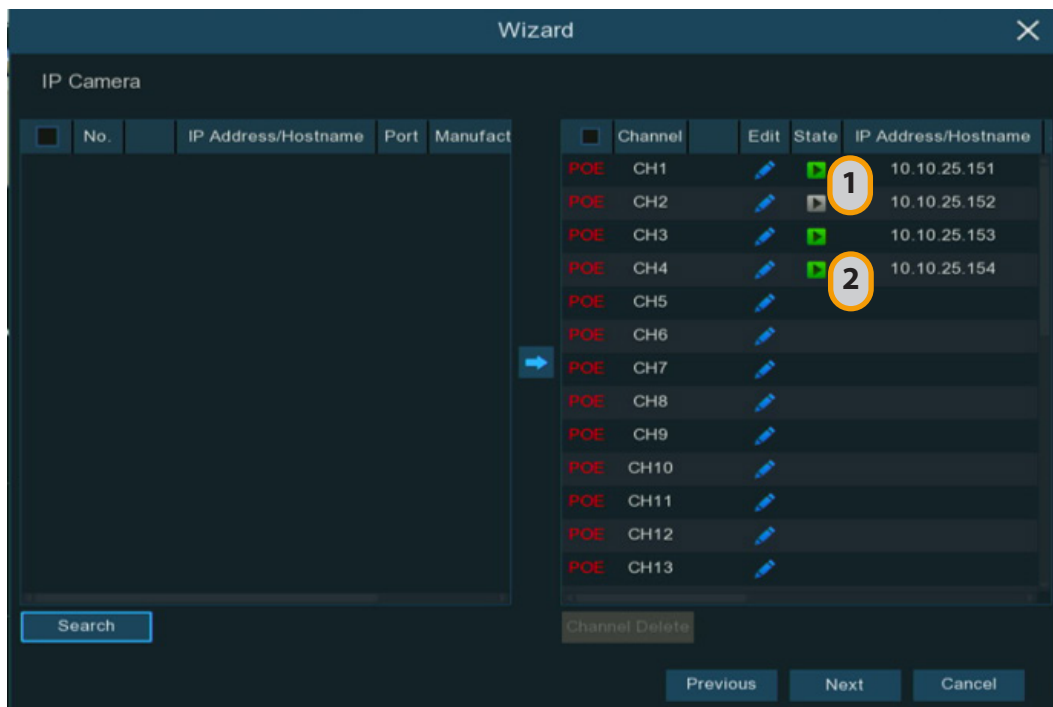 Wizard
IP Camera
No. IP Address/Hostname Port Manufact
Channel Edit State IP Address/Hostname
POE CH1 10.10.25.151
1
POE CH2 10.10.25.152
POE CH3 10.10.25.153
POE CH4 10.10.25.154
2
POE CH5
POE CH6
POE CH7
POE CH8
POE CH9
POE CH10
POE CH11
POE CH12
POE CH13
Search
Channel Delete
Previous Next Cancel